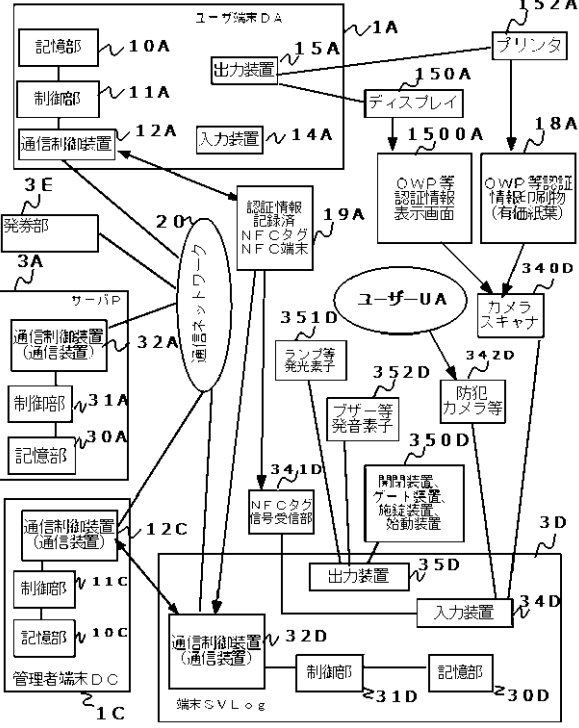 ユーザ端末DA
1A
152A
記憶部
10A
15A
出力装置
プリンタ
制御部
11A
150A
ディスプレイ
通信制御装置
12A
入力装置
14A
1500A
18A
OWP等
認証情報
表示画面
OWP等認証
情報印刷物
(有価紙葉)
3E
発券部
20
通信ネットワーク
認証情報
記録済
NFCタグ
NFC端末
19A
3A
サーバP
ユーザーUA
340D
カメラ
スキャナ
通信制御装置
(通信装置)
32A
351D
ランプ等
発光素子
352D
342D
防犯
カメラ等
制御部
31A
ブザー等
発音素子
350D
記憶部
30A
341D
開閉装置、
ゲート装置、
施錠装置、
始動装置
NFCタグ
信号受信部
通信制御装置
(通信装置)
12C
3D
出力装置
35D
制御部
11C
入力装置
34D
記憶部
10C
通信制御装置
(通信装置)
32D
制御部
31D
記憶部
30D
管理者端末DC
1C
端末SVLog